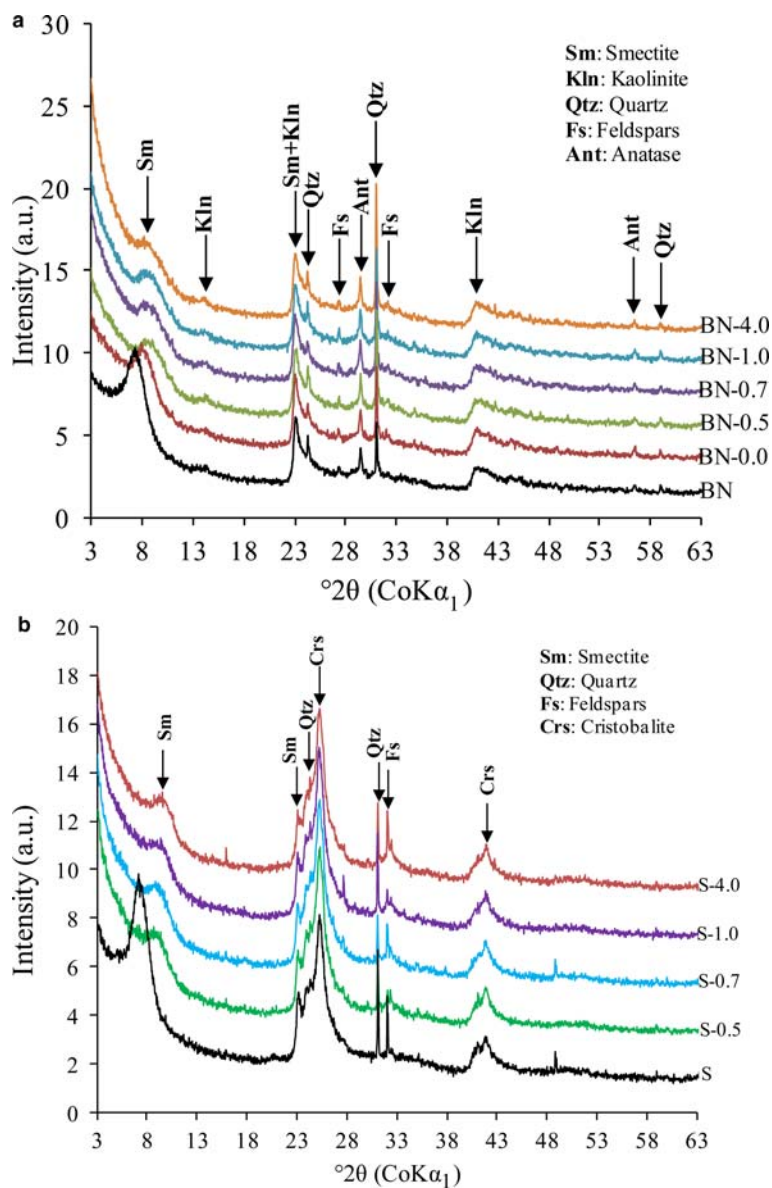 a
30
25
20
15
10
5
0
Intensity (a.u.)
Sm: Smectite
Kln: Kaolinite
Qtz: Quartz
Fs: Feldspars
Ant: Anatase
Sm
Kln
Sm+Kln
Qtz
Fs
Ant
Qtz
Fs
Kln
Ant
Qtz
BN-4.0
BN-1.0
BN-0.7
BN-0.5
BN-0.0
BN
3 8 13 18 23 28 33 38 43 48 53 58 63
°2θ (CoKα1)
b
20
18
16
14
12
10
8
6
4
2
0
Intensity (a.u.)
Sm: Smectite
Qtz: Quartz
Fs: Feldspars
Crs: Cristobalite
Sm
Sm
Qtz
Crs
Qtz
Fs
Crs
S-4.0
S-1.0
S-0.7
S-0.5
S
3 8 13 18 23 28 33 38 43 48 53 58 63
°2θ (CoKα1)